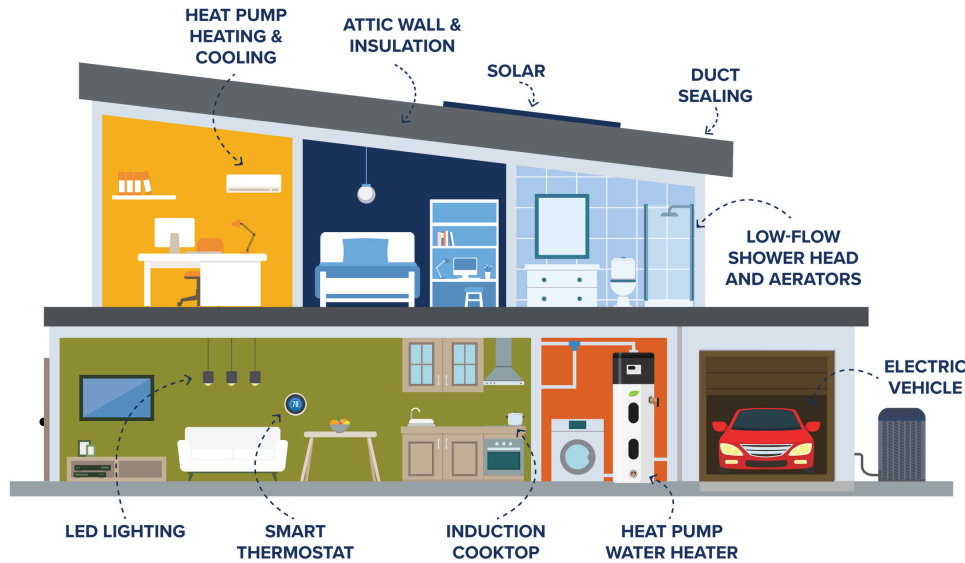 HEAT PUMP
HEATING &
COOLING
ATTIC WALL &
INSULATION
SOLAR
DUCT
SEALING
LOW-FLOW
SHOWER HEAD
AND AERATORS
ELECTRIC
VEHICLE
70
LED LIGHTING
SMART
THERMOSTAT
INDUCTION
COOKTOP
HEAT PUMP
WATER HEATER